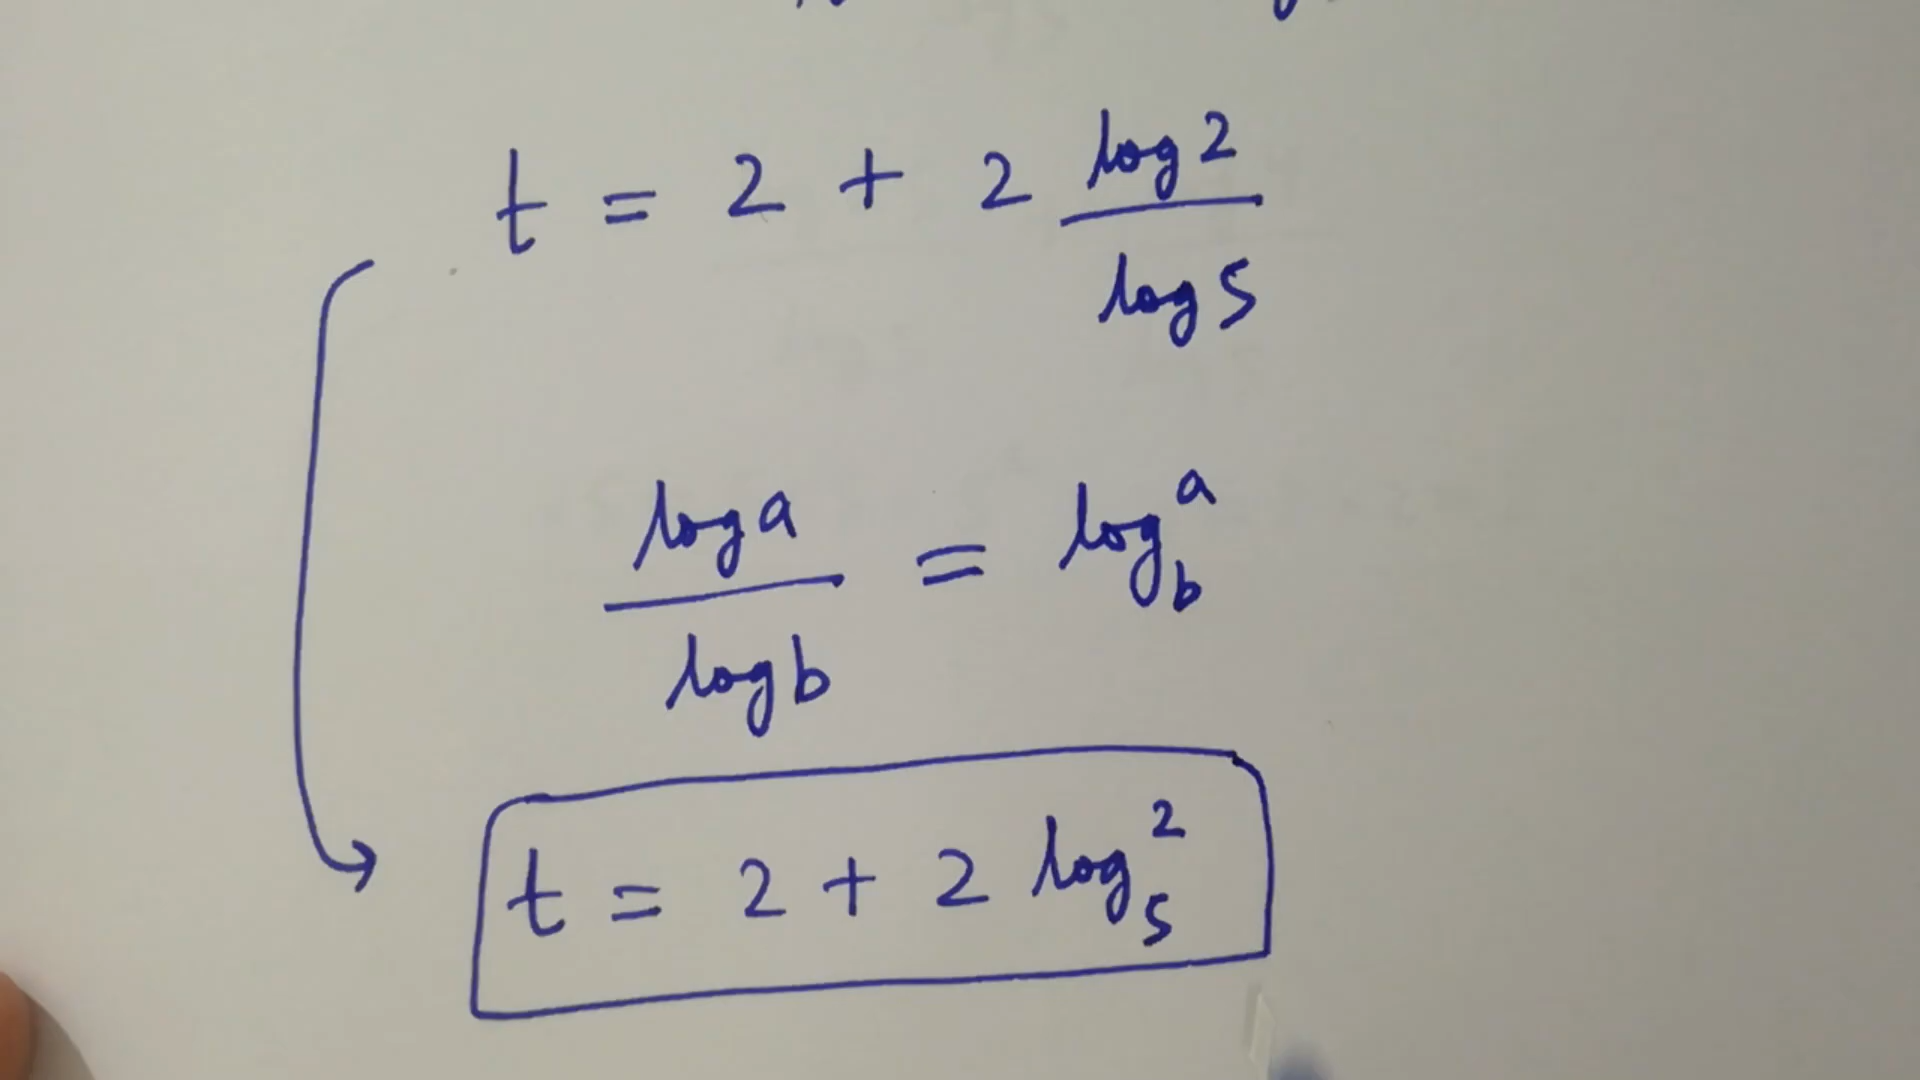 t = 2 + 2 log 2 / log 5
log a / log b = log_b^a
t = 2 + 2 log_5^2